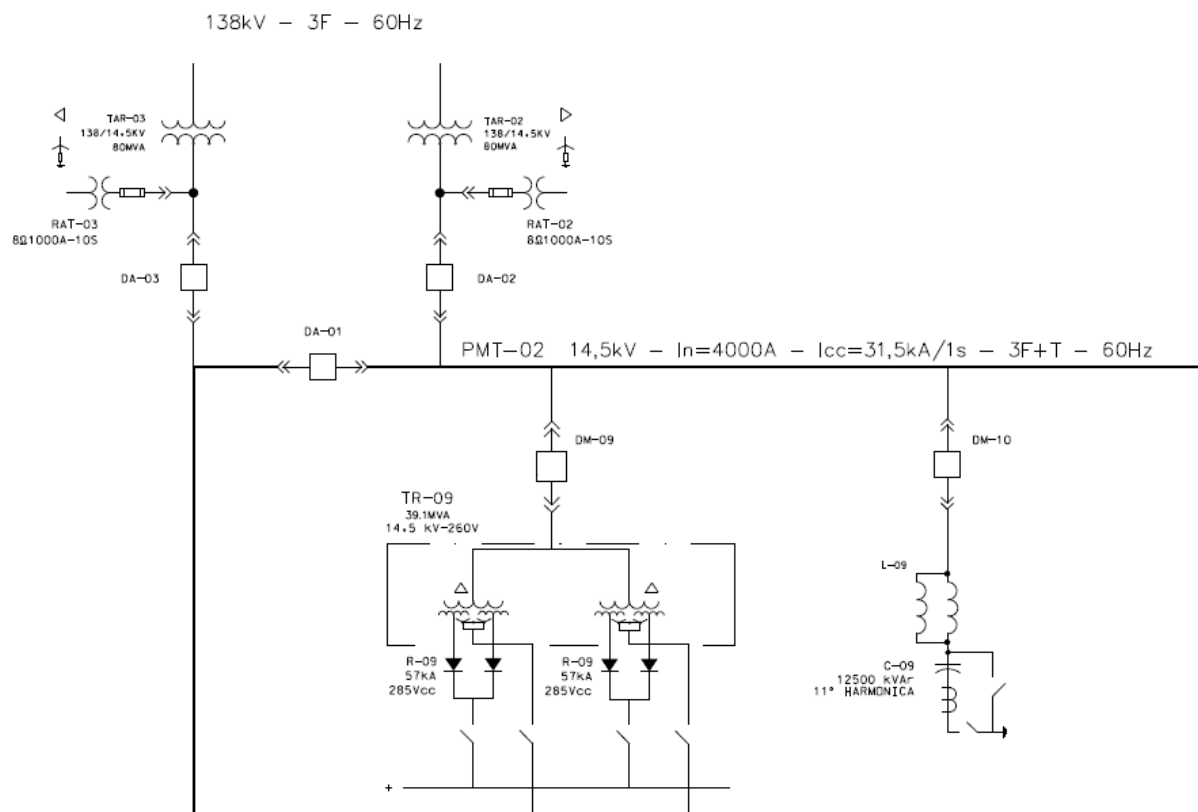 138kV - 3F - 60Hz
TAR-03
138/14.5KV
80MVA
TAR-02
138/14.5KV
80MVA
RAT-03
8Ω1000A-10S
RAT-02
8Ω1000A-10S
DA-03
DA-02
DA-01
PMT-02 14,5kV - In=4000A - Icc=31,5kA/1s - 3F+T - 60Hz
DM-09
DM-10
TR-09
39.1MVA
14.5 kV-260V
L-09
R-09
57kA
285Vcc
R-09
57kA
285Vcc
C-09
12500 kVAr
11° HARMONICA
+